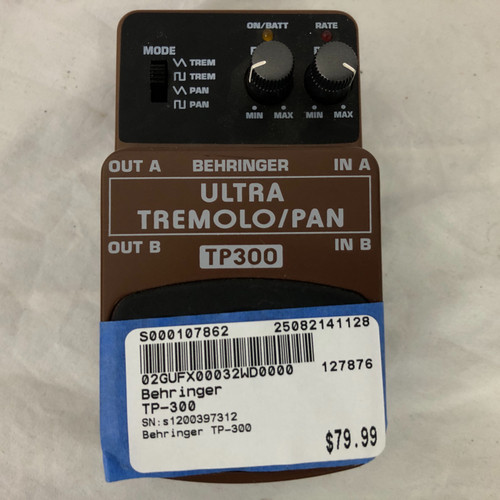 ON/BATT RATE
MODE
TREM
TREM
PAN
PAN
MIN MAX MIN MAX
OUT A BEHRINGER IN A
ULTRA
TREMOLO/PAN
OUT B IN B
TP300
S000107862 25082141128
02GUFX00032WD0000 127876
Behringer
TP-300
SN:s1200397312
Behringer TP-300
$79.99